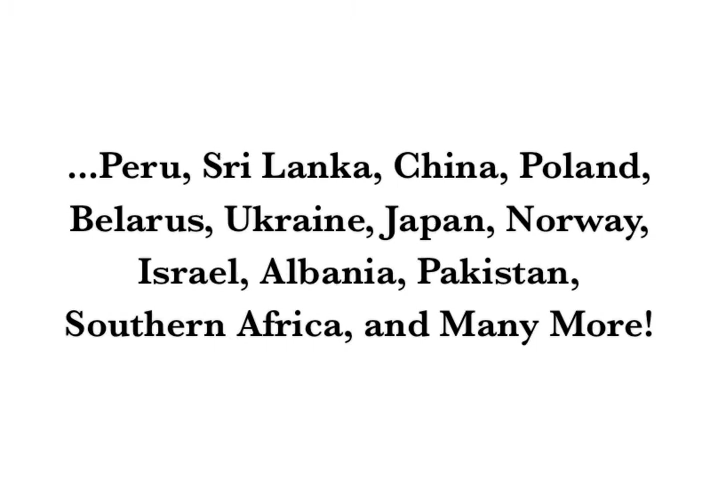 ...Peru, Sri Lanka, China, Poland,
Belarus, Ukraine, Japan, Norway,
Israel, Albania, Pakistan,
Southern Africa, and Many More!